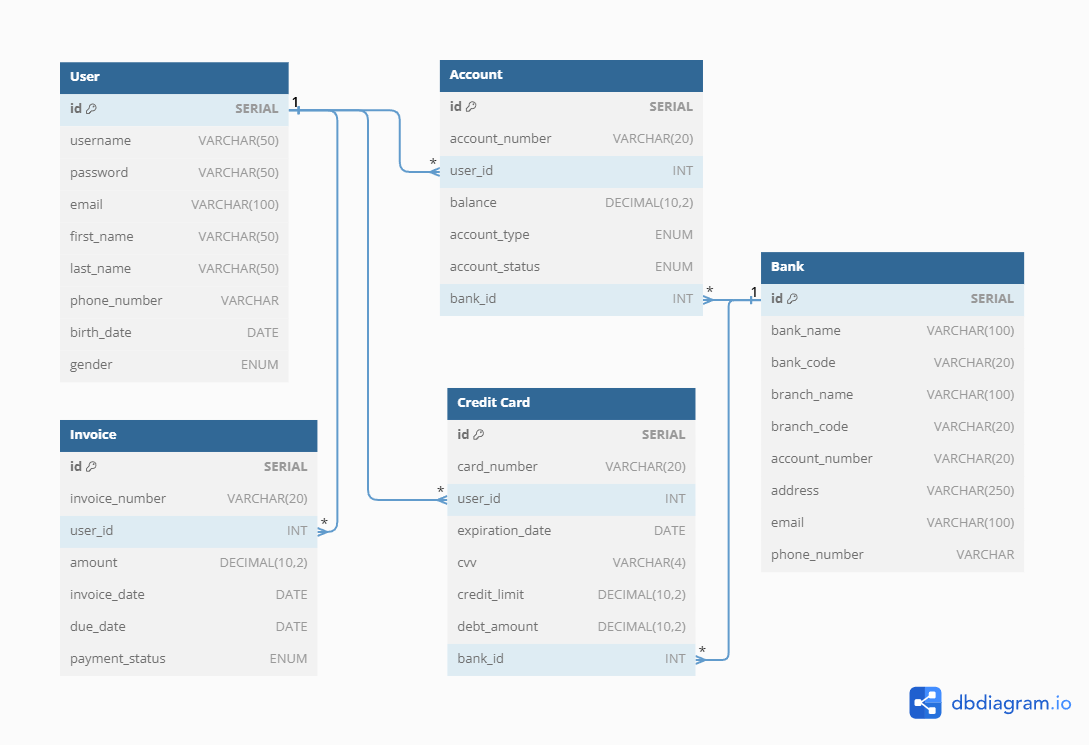 User
id SERIAL
username VARCHAR(50)
password VARCHAR(50)
email VARCHAR(100)
first_name VARCHAR(50)
last_name VARCHAR(50)
phone_number VARCHAR
birth_date DATE
gender ENUM
1
Account
id SERIAL
account_number VARCHAR(20)
* user_id INT
balance DECIMAL(10,2)
account_type ENUM
account_status ENUM
bank_id INT *
1
Bank
id SERIAL
bank_name VARCHAR(100)
bank_code VARCHAR(20)
branch_name VARCHAR(100)
branch_code VARCHAR(20)
account_number VARCHAR(20)
address VARCHAR(250)
email VARCHAR(100)
phone_number VARCHAR
Invoice
id SERIAL
invoice_number VARCHAR(20)
user_id INT *
amount DECIMAL(10,2)
invoice_date DATE
due_date DATE
payment_status ENUM
Credit Card
id SERIAL
card_number VARCHAR(20)
* user_id INT
expiration_date DATE
cvv VARCHAR(4)
credit_limit DECIMAL(10,2)
debt_amount DECIMAL(10,2)
bank_id INT *
dbdiagram.io